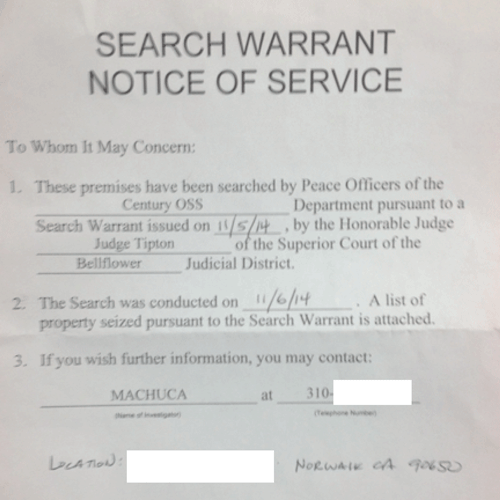 SEARCH WARRANT
NOTICE OF SERVICE
To Whom It May Concern:
1. These premises have been searched by Peace Officers of the
Century OSS Department pursuant to a
Search Warrant issued on 11/5/14, by the Honorable Judge
Judge Tipton of the Superior Court of the
Bellflower Judicial District.
2. The Search was conducted on 11/6/14. A list of
property seized pursuant to the Search Warrant is attached.
3. If you wish further information, you may contact:
MACHUCA at 310-
(Name of Investigator) (Telephone Number)
LOCATION: NORWALK CA 90650